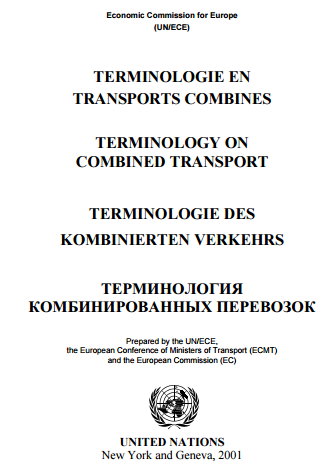 Economic Commission for Europe
(UN/ECE)
TERMINOLOGIE EN
TRANSPORTS COMBINES
TERMINOLOGY ON
COMBINED TRANSPORT
TERMINOLOGIE DES
KOMBINIERTEN VERKEHRS
ТЕРМИНОЛОГИЯ
КОМБИНИРОВАННЫХ ПЕРЕВОЗОК
Prepared by the UN/ECE,
the European Conference of Ministers of Transport (ECMT)
and the European Commission (EC)
UNITED NATIONS
New York and Geneva, 2001